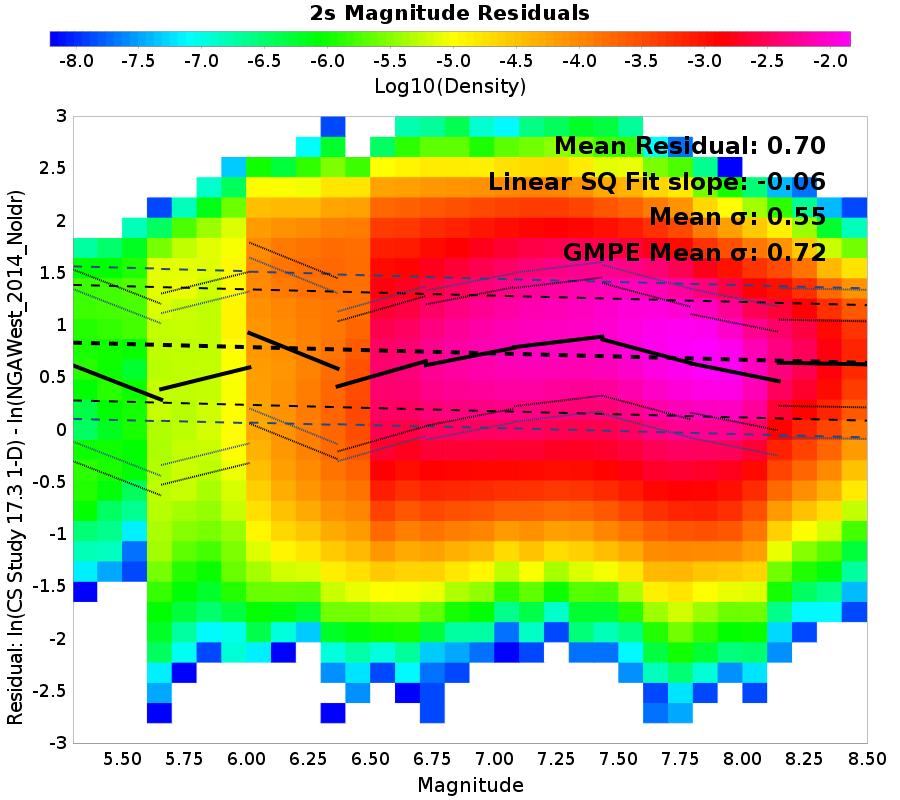 2s Magnitude Residuals
-8.0 -7.5 -7.0 -6.5 -6.0 -5.5 -5.0 -4.5 -4.0 -3.5 -3.0 -2.5 -2.0
Log10(Density)
Mean Residual: 0.70
Linear SQ Fit slope: -0.06
Mean σ: 0.55
GMPE Mean σ: 0.72
Residual: ln(CS Study 17.3 1-D) - ln(NGAWest_2014_NoIdr)
3
2.5
2
1.5
1
0.5
0
-0.5
-1
-1.5
-2
-2.5
-3
5.50 5.75 6.00 6.25 6.50 6.75 7.00 7.25 7.50 7.75 8.00 8.25 8.50
Magnitude